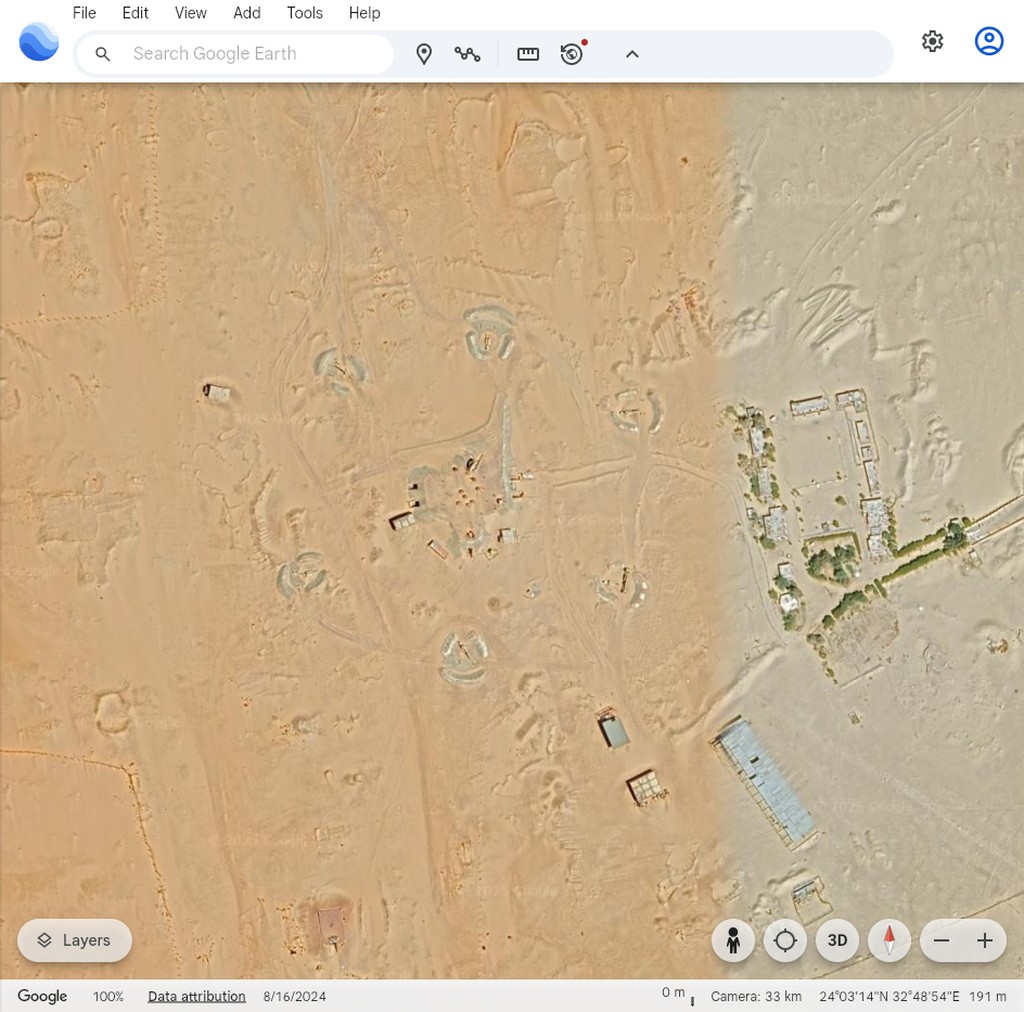 File Edit View Add Tools Help
Search Google Earth
Layers
3D
Google 100% Data attribution 8/16/2024 0 m Camera: 33 km 24°03'14"N 32°48'54"E 191 m